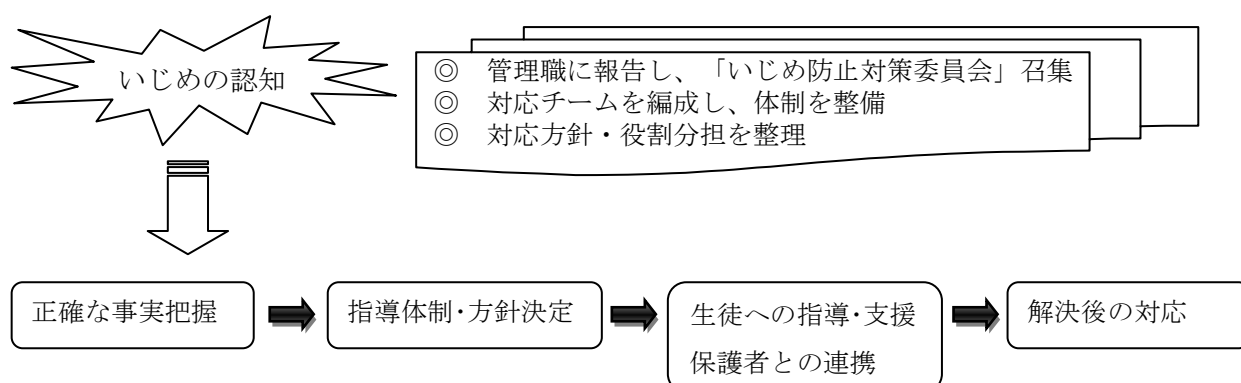 いじめの認知
◎ 管理職に報告し、「いじめ防止対策委員会」召集
◎ 対応チームを編成し、体制を整備
◎ 対応方針・役割分担を整理
正確な事実把握
指導体制・方針決定
生徒への指導・支援
保護者との連携
解決後の対応